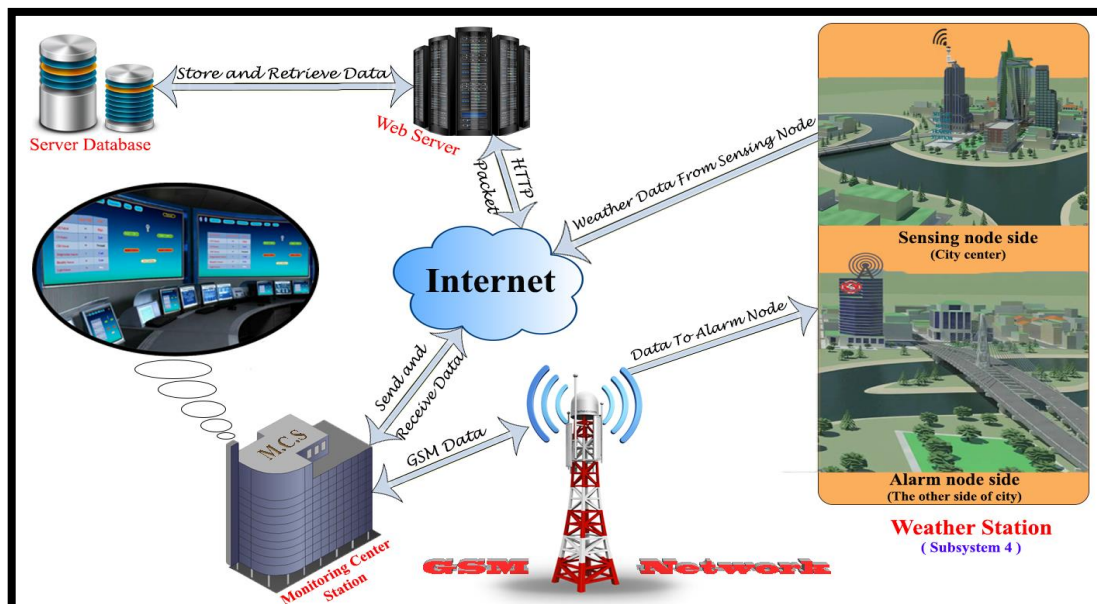 Store and Retrieve Data
Server Database
Web Server
HTTP
Packet
Weather Data From Sensing Node
Sensing node side
(City center)
Internet
Data To Alarm Node
Send and
Receive Data
GSM Data
M.C.S
Monitoring Center
Station
GSM Network
Alarm node side
(The other side of city)
Weather Station
( Subsystem 4 )